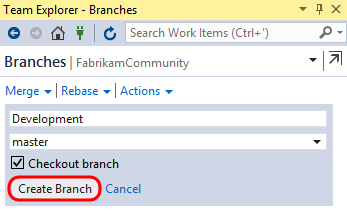 Team Explorer - Branches
Search Work Items (Ctrl+')
Branches | FabrikamCommunity
Merge | Rebase | Actions
Development
master
Checkout branch
Create Branch Cancel